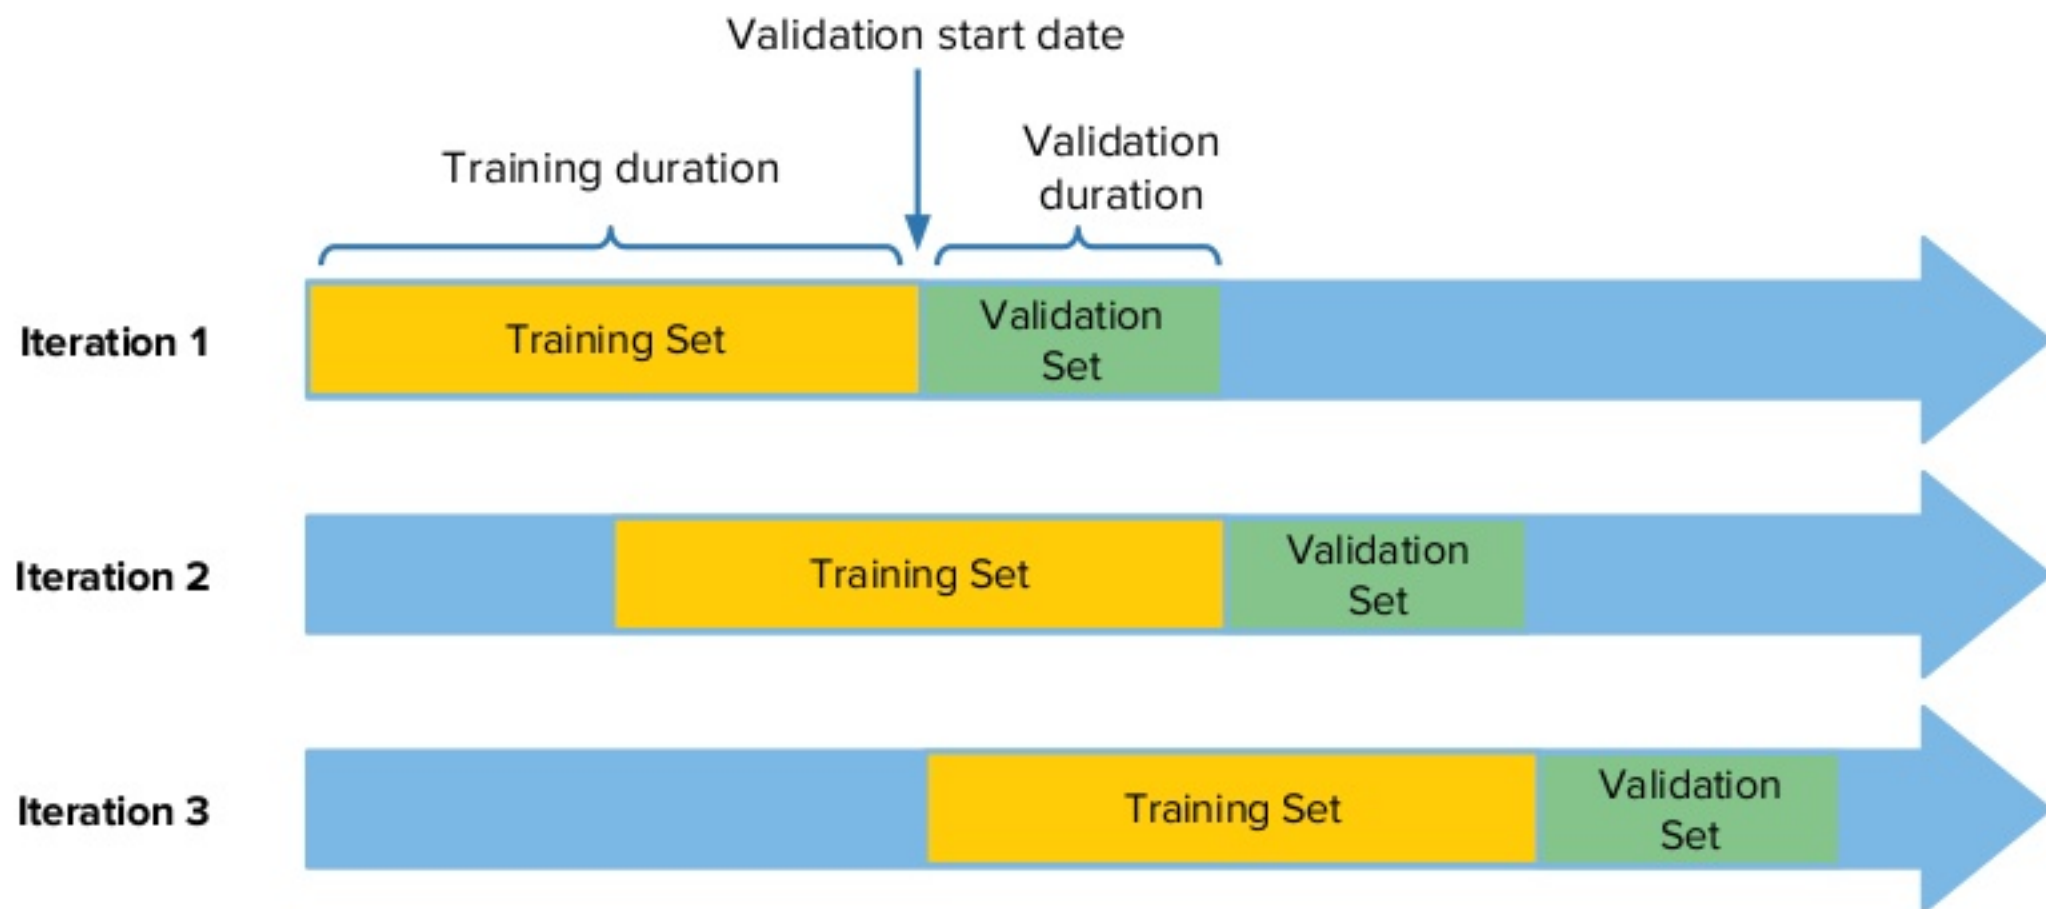 Validation start date
Training duration
Validation
duration
Iteration 1
Training Set
Validation
Set
Iteration 2
Training Set
Validation
Set
Iteration 3
Training Set
Validation
Set